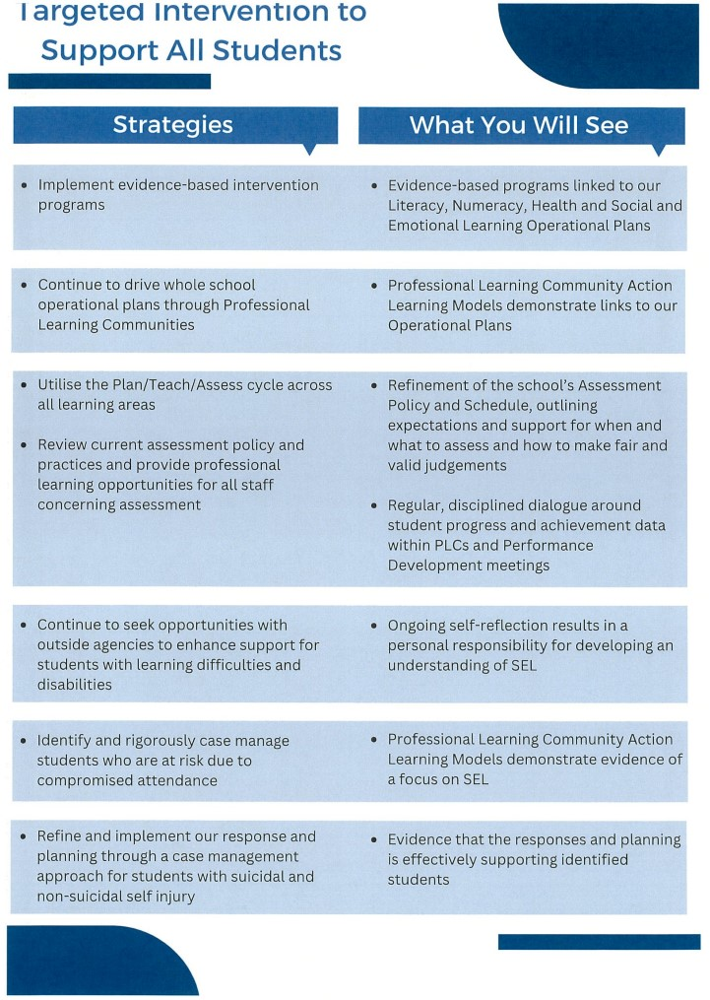 Targeted Intervention to
Support All Students
Strategies
What You Will See
• Implement evidence-based intervention
programs
• Evidence-based programs linked to our
Literacy, Numeracy, Health and Social and
Emotional Learning Operational Plans
• Continue to drive whole school
operational plans through Professional
Learning Communities
• Professional Learning Community Action
Learning Models demonstrate links to our
Operational Plans
• Utilise the Plan/Teach/Assess cycle across
all learning areas
• Review current assessment policy and
practices and provide professional
learning opportunities for all staff
concerning assessment
• Refinement of the school's Assessment
Policy and Schedule, outlining
expectations and support for when and
what to assess and how to make fair and
valid judgements
• Regular, disciplined dialogue around
student progress and achievement data
within PLCs and Performance
Development meetings
• Continue to seek opportunities with
outside agencies to enhance support for
students with learning difficulties and
disabilities
• Ongoing self-reflection results in a
personal responsibility for developing an
understanding of SEL
• Identify and rigorously case manage
students who are at risk due to
compromised attendance
• Professional Learning Community Action
Learning Models demonstrate evidence of
a focus on SEL
• Refine and implement our response and
planning through a case management
approach for students with suicidal and
non-suicidal self injury
• Evidence that the responses and planning
is effectively supporting identified
students